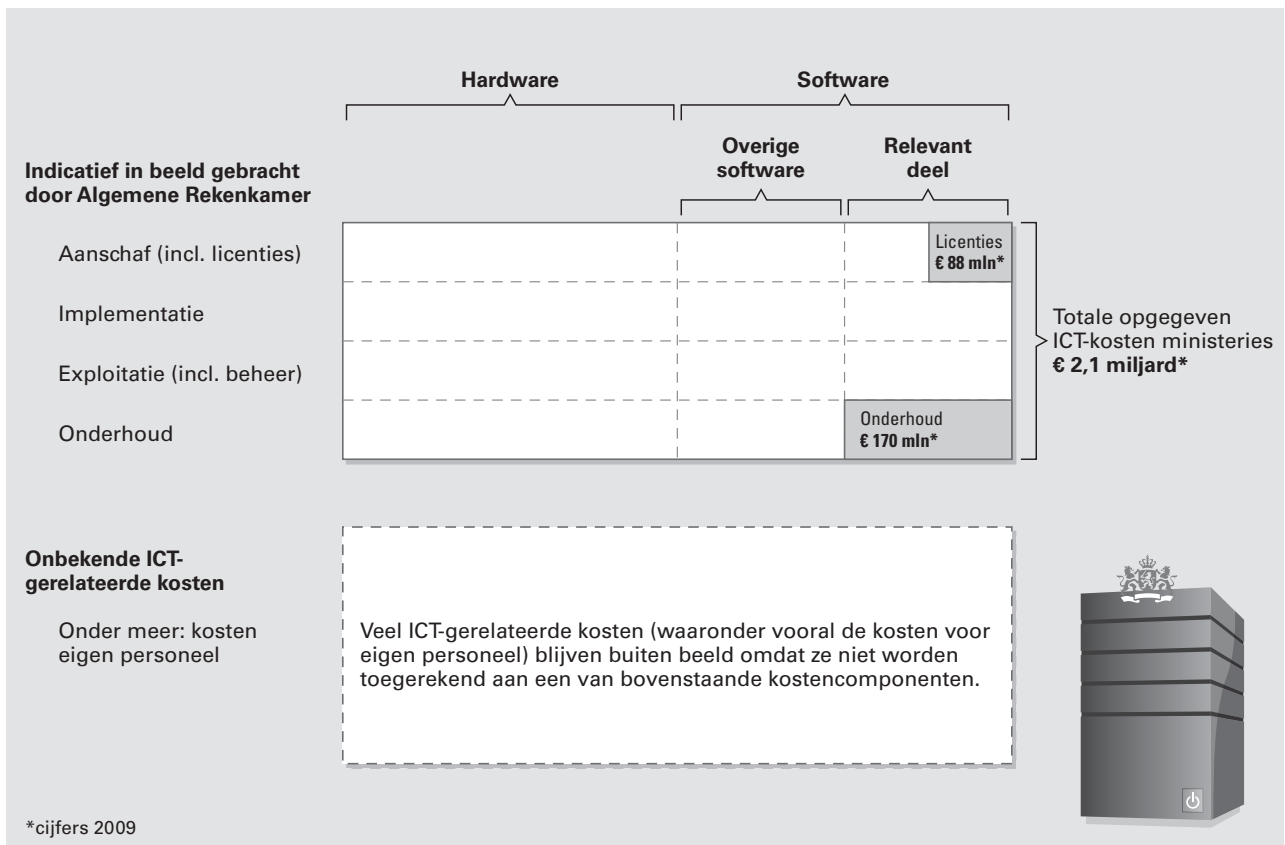 Hardware
Software
Overige
software
Relevant
deel
Indicatief in beeld gebracht
door Algemene Rekenkamer
Aanschaf (incl. licenties)
Licenties
€ 88 mln*
Implementatie
Exploitatie (incl. beheer)
Onderhoud
Onderhoud
€ 170 mln*
Totale opgegeven
ICT-kosten ministeries
€ 2,1 miljard*
Onbekende ICT-
gerelateerde kosten
Onder meer: kosten
eigen personeel
Veel ICT-gerelateerde kosten (waaronder vooral de kosten voor
eigen personeel) blijven buiten beeld omdat ze niet worden
toegerekend aan een van bovenstaande kostencomponenten.
*cijfers 2009